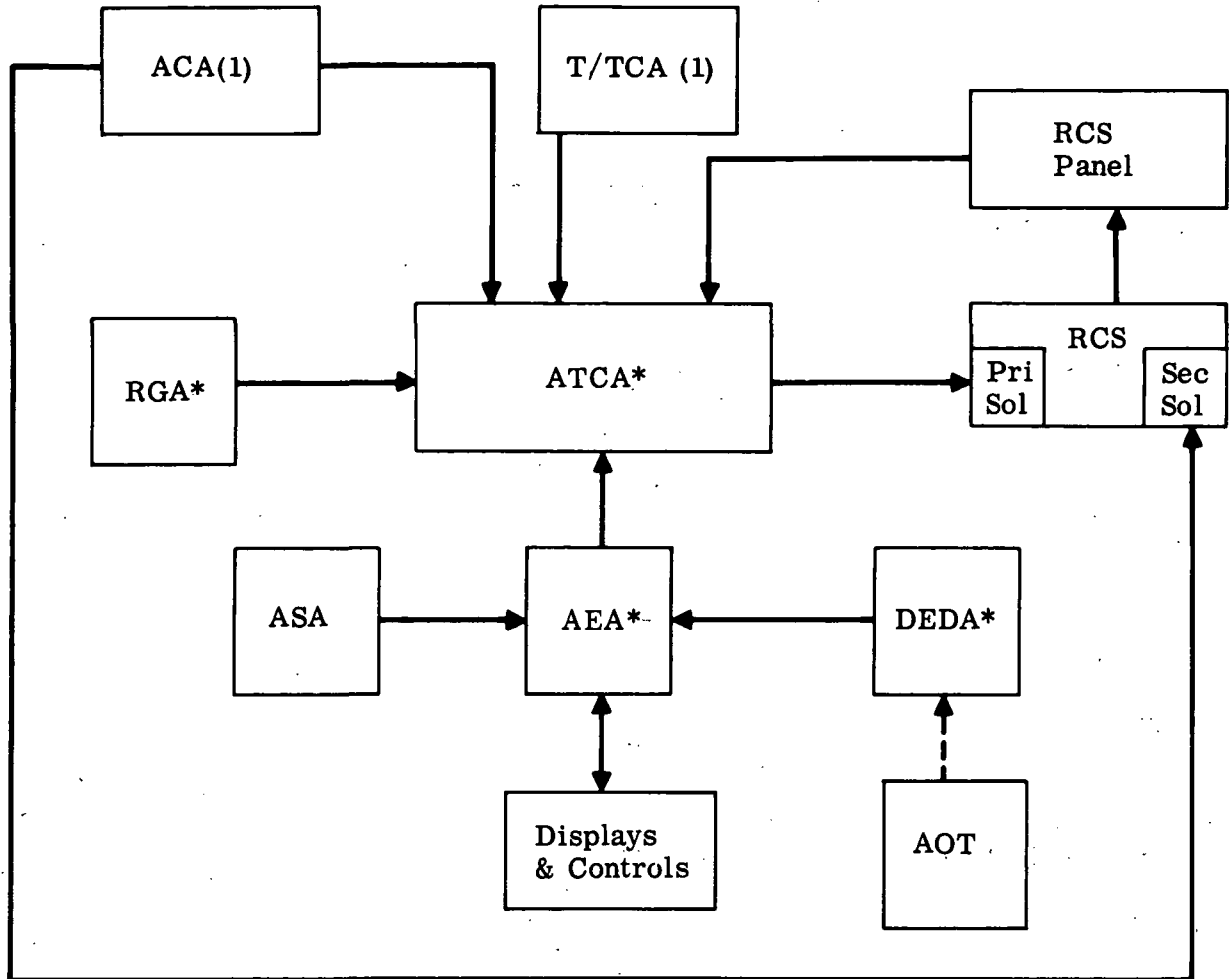 ACA(1)
T/TCA (1)
RCS
Panel
RGA*
ATCA*
RCS
Pri
Sol
Sec
Sol
ASA
AEA*
DEDA*
Displays
& Controls
AOT